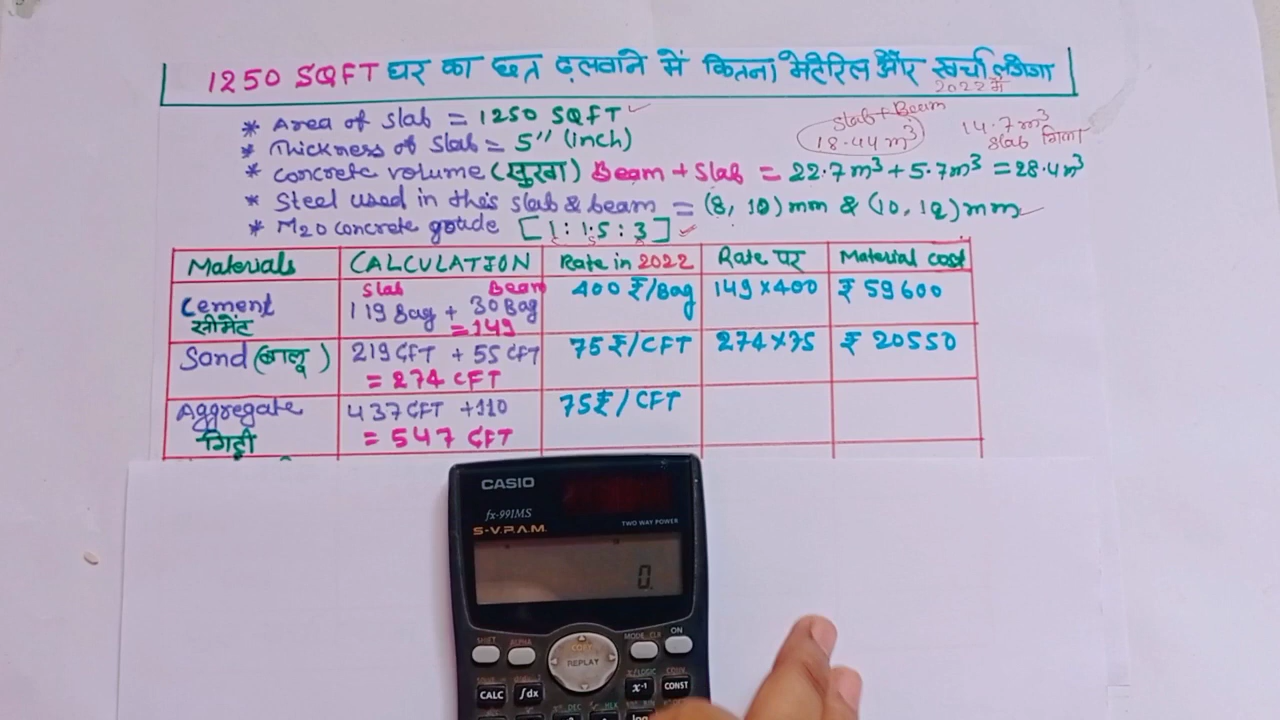 1250 SQFT घर का छत ढ़लवाने में कितना मेटेरिल और खर्चा लगेगा
2022 में
* Area of slab = 1250 SQFT
* Thickness of Slab = 5" (inch)
Slab + Beam
18.44 m³
14.7 m³
Slab गिला
* Concrete volume (सुखा) Beam + Slab = 22.7 m³ + 5.7 m³ = 28.4 m³
* Steel used in this slab & beam = (8, 10) mm & (10, 12) mm
* M20 concrete grade [1 : 1.5 : 3]
Materials CALCULATION Rate in 2022 Rate पर Material cost
Slab Beam
Cement 119 Bag + 30 Bag 400 ₹/Bag 149 x 400 ₹ 59600
सीमेंट = 149
Sand (बालू) 219 CFT + 55 CFT 75 ₹/CFT 274 x 75 ₹ 20550
= 274 CFT
Aggregate 437 CFT + 110 75 ₹/CFT
गिट्टी = 547 CFT
CASIO
fx-991MS
S-V.P.A.M. TWO WAY POWER
0.
SHIFT ALPHA MODE CLR ON
COPY
REPLAY
CALC ∫dx x⁻¹ CONST